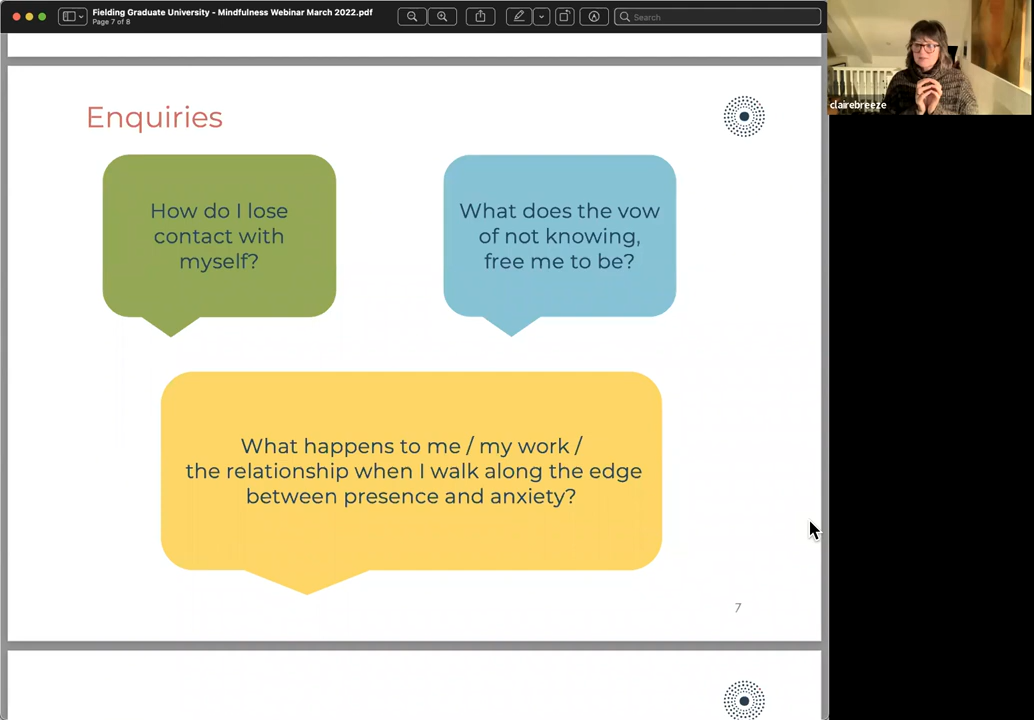 Fielding Graduate University - Mindfulness Webinar March 2022.pdf
Page 7 of 8
Search
clairebreeze
Enquiries
How do I lose
contact with
myself?
What does the vow
of not knowing,
free me to be?
What happens to me / my work /
the relationship when I walk along the edge
between presence and anxiety?
7